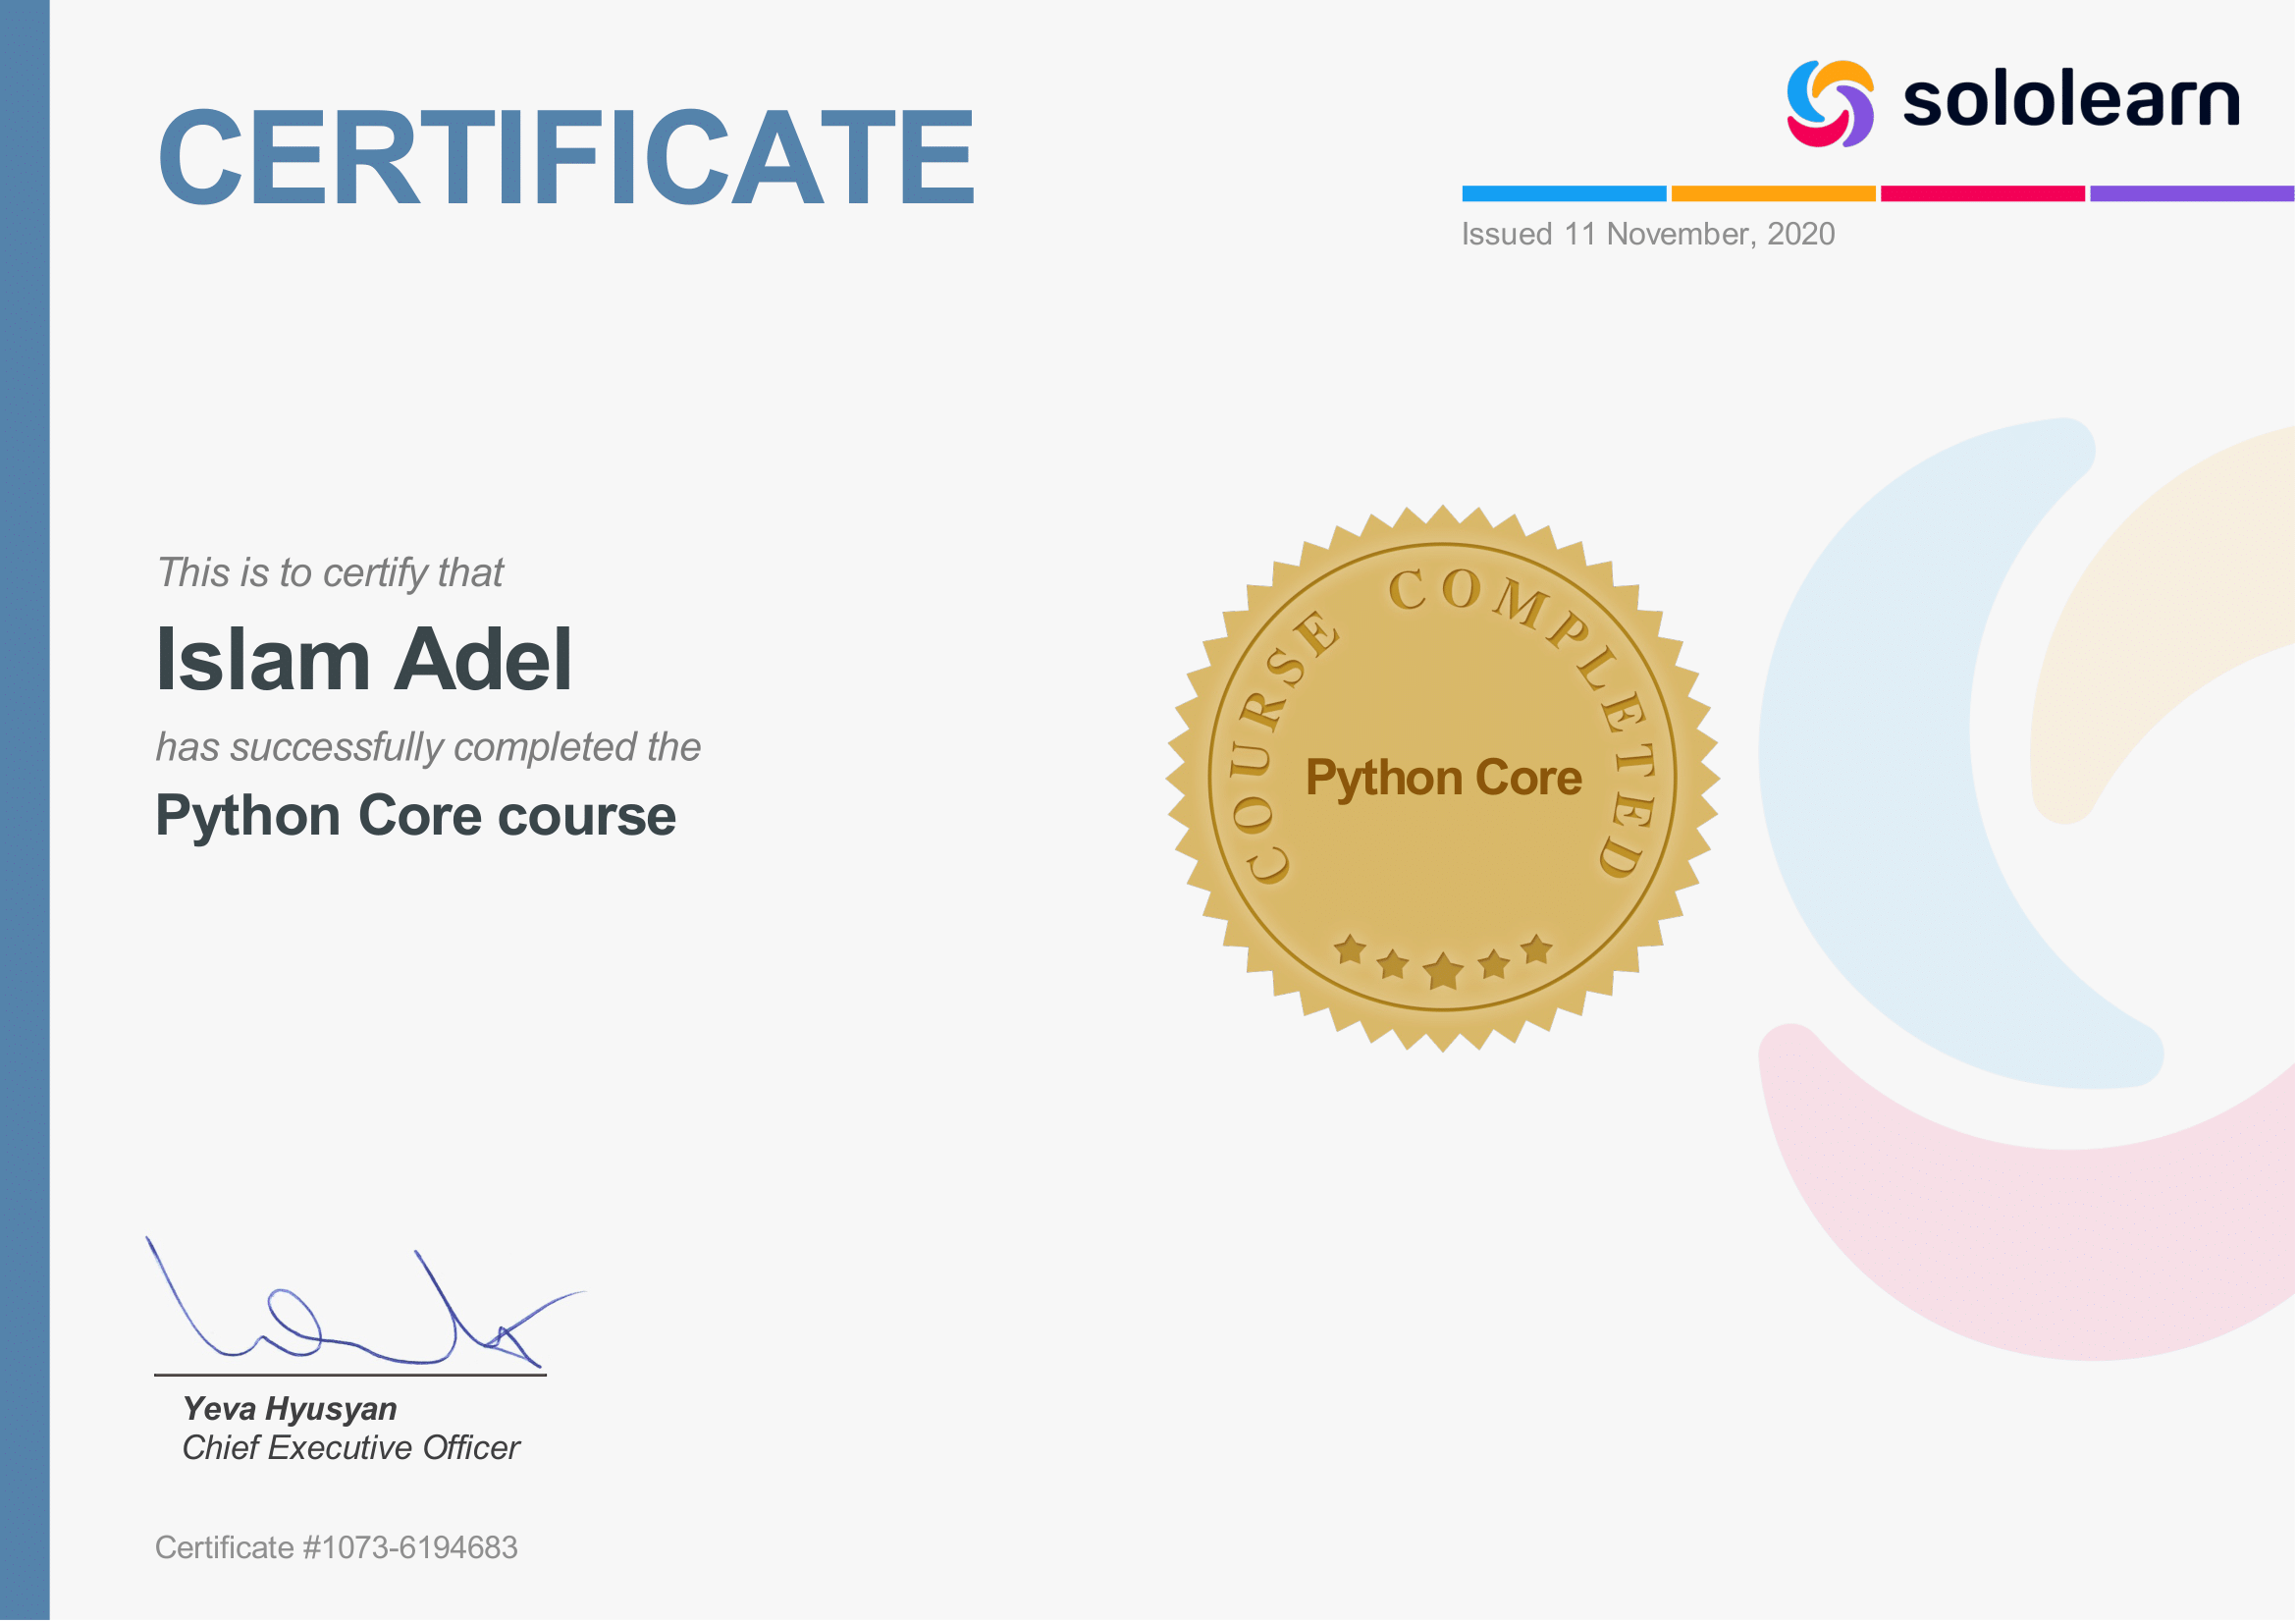 CERTIFICATE
sololearn
Issued 11 November, 2020
This is to certify that
Islam Adel
has successfully completed the
Python Core course
COURSE COMPLETED
Python Core
Yeva Hyusyan
Chief Executive Officer
Certificate #1073-6194683